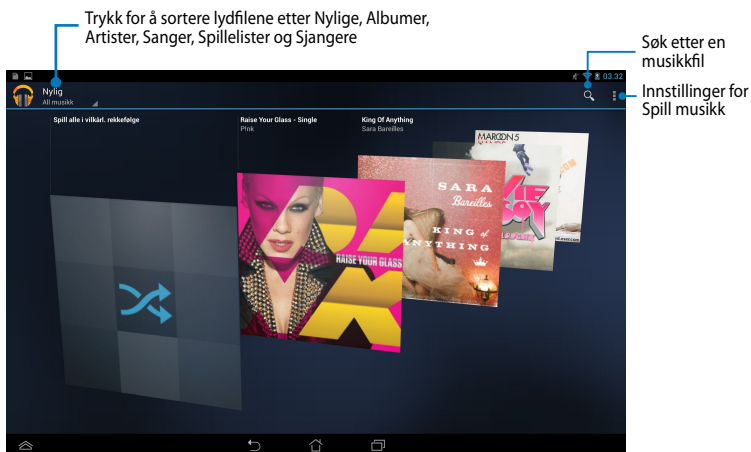 Trykk for å sortere lydfilene etter Nylige, Albumer,
Artister, Sanger, Spillelister og Sjangere
Søk etter en
musikkfil
Innstillinger for
Spill musikk
03.32
Nylig
All musikk
Spill alle i vilkårl. rekkefølge
Raise Your Glass - Single
P!nk
King Of Anything
Sara Bareilles
MAROON5
SARA
Bareilles
KING of
ANYTHING
RAISE YOUR GLASS